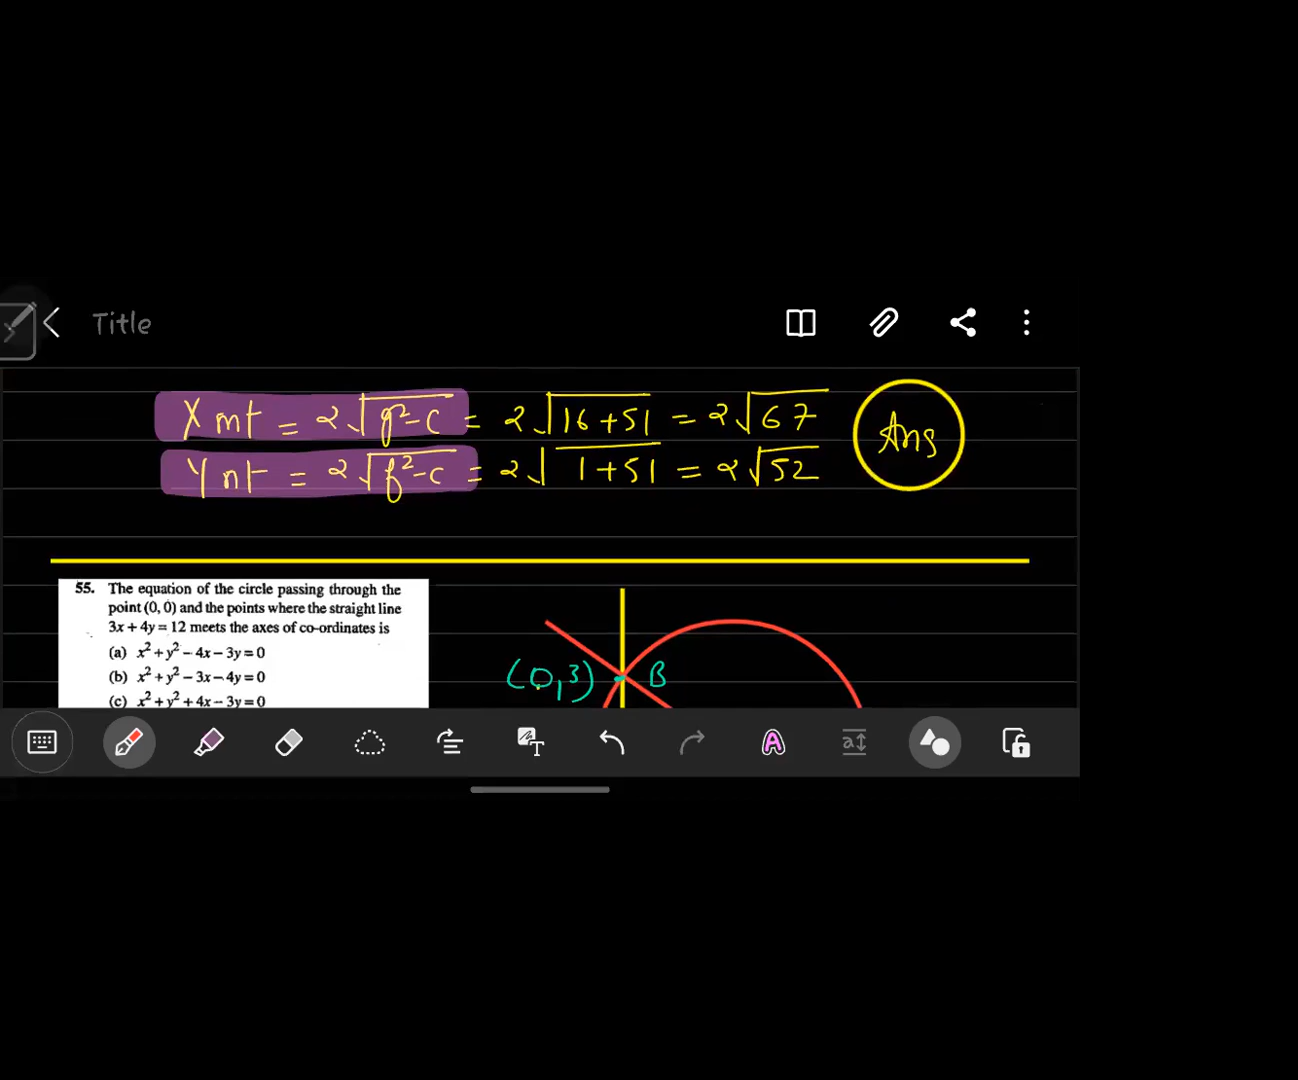 Title
X int = 2√g²-c = 2√16+51 = 2√67
Ans
Y int = 2√f²-c = 2√1+51 = 2√52
55. The equation of the circle passing through the
point (0, 0) and the points where the straight line
3x + 4y = 12 meets the axes of co-ordinates is
(a) x² + y² - 4x - 3y = 0
(b) x² + y² - 3x - 4y = 0
(c) x² + y² + 4x - 3y = 0
(0,3) B